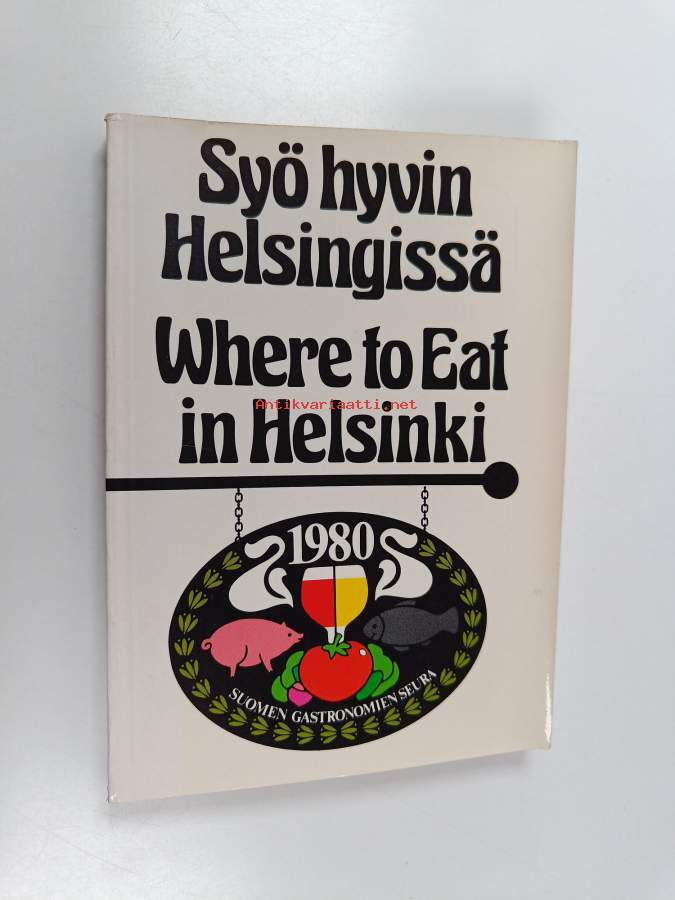 Syö hyvin
Helsingissä
Where to Eat
Antikvariaatti.net
in Helsinki
1980
SUOMEN GASTRONOMIEN SEURA